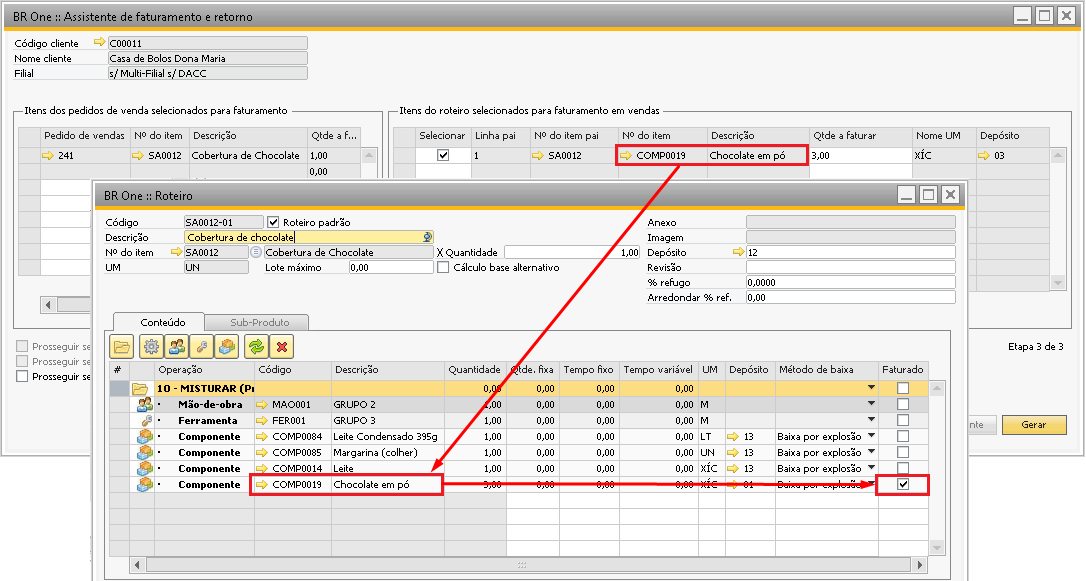 BR One :: Assistente de faturamento e retorno
Código cliente C00011
Nome cliente Casa de Bolos Dona Maria
Filial s/ Multi-Filial s/ DACC
Itens dos pedidos de venda selecionados para faturamento
Pedido de vendas Nº do item Descrição Qtde a f...
241 SA0012 Cobertura de Chocolate 1,00
0,00
Itens do roteiro selecionados para faturamento em vendas
Selecionar Linha pai Nº do item pai Nº do item Descrição Qtde a faturar Nome UM Depósito
1 SA0012 COMP0019 Chocolate em pó 3,00 XÍC 03
Prosseguir se
Prosseguir se
Prosseguir se
Etapa 3 de 3
nte Gerar
BR One :: Roteiro
Código SA0012-01 Roteiro padrão
Descrição Cobertura de chocolate
Nº do item SA0012 Cobertura de Chocolate X Quantidade 1,00
UM UN Lote máximo 0,00 Cálculo base alternativo
Anexo
Imagem
Depósito 12
Revisão
% refugo 0,0000
Arredondar % ref. 0,00
Conteúdo Sub-Produto
# Operação Código Descrição Quantidade Qtde. fixa Tempo fixo Tempo variável UM Depósito Método de baixa Faturado
10 - MISTURAR (Pr 0,00 0,00 0,00 0,00
Mão-de-obra MAO001 GRUPO 2 1,00 0,00 0,00 0,00 M
Ferramenta FER001 GRUPO 3 1,00 0,00 0,00 0,00 M
Componente COMP0084 Leite Condensado 395g 1,00 0,00 0,00 0,00 LT 13 Baixa por explosão
Componente COMP0085 Margarina (colher) 1,00 0,00 0,00 0,00 UN 13 Baixa por explosão
Componente COMP0014 Leite 1,00 0,00 0,00 0,00 XÍC 13 Baixa por explosão
Componente COMP0019 Chocolate em pó 3,00 0,00 0,00 0,00 XÍC 01 Baixa por explosão